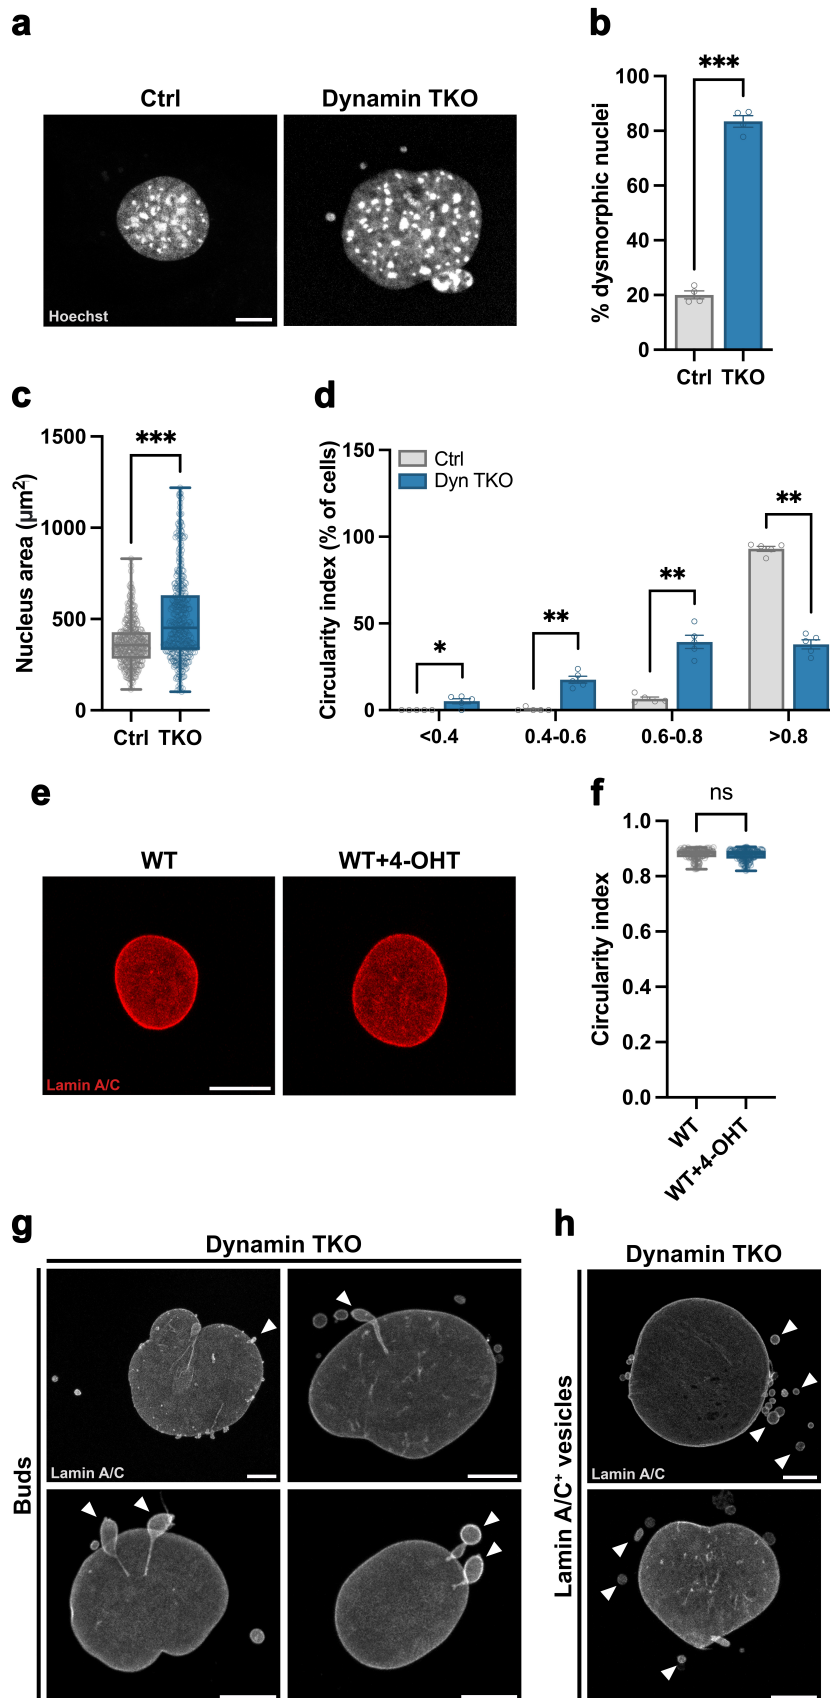 a
Ctrl
Dynamin TKO
Hoechst
b
% dysmorphic nuclei
100
80
60
40
20
0
***
Ctrl TKO
c
Nucleus area (µm²)
1500
1000
500
0
***
Ctrl TKO
d
Circularity index (% of cells)
150
100
50
0
Ctrl
Dyn TKO
*
**
**
**
<0.4
0.4-0.6
0.6-0.8
>0.8
e
WT
WT+4-OHT
Lamin A/C
f
Circularity index
1.0
0.8
0.6
0.4
0.2
0.0
ns
WT
WT+4-OHT
g
Dynamin TKO
Buds
Lamin A/C
h
Dynamin TKO
Lamin A/C⁺ vesicles
Lamin A/C